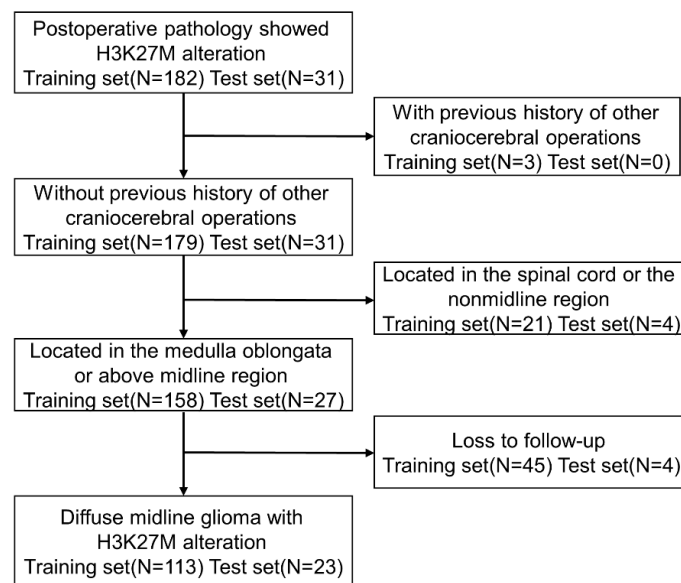 Postoperative pathology showed
H3K27M alteration
Training set(N=182) Test set(N=31)
With previous history of other
craniocerebral operations
Training set(N=3) Test set(N=0)
Without previous history of other
craniocerebral operations
Training set(N=179) Test set(N=31)
Located in the spinal cord or the
nonmidline region
Training set(N=21) Test set(N=4)
Located in the medulla oblongata
or above midline region
Training set(N=158) Test set(N=27)
Loss to follow-up
Training set(N=45) Test set(N=4)
Diffuse midline glioma with
H3K27M alteration
Training set(N=113) Test set(N=23)